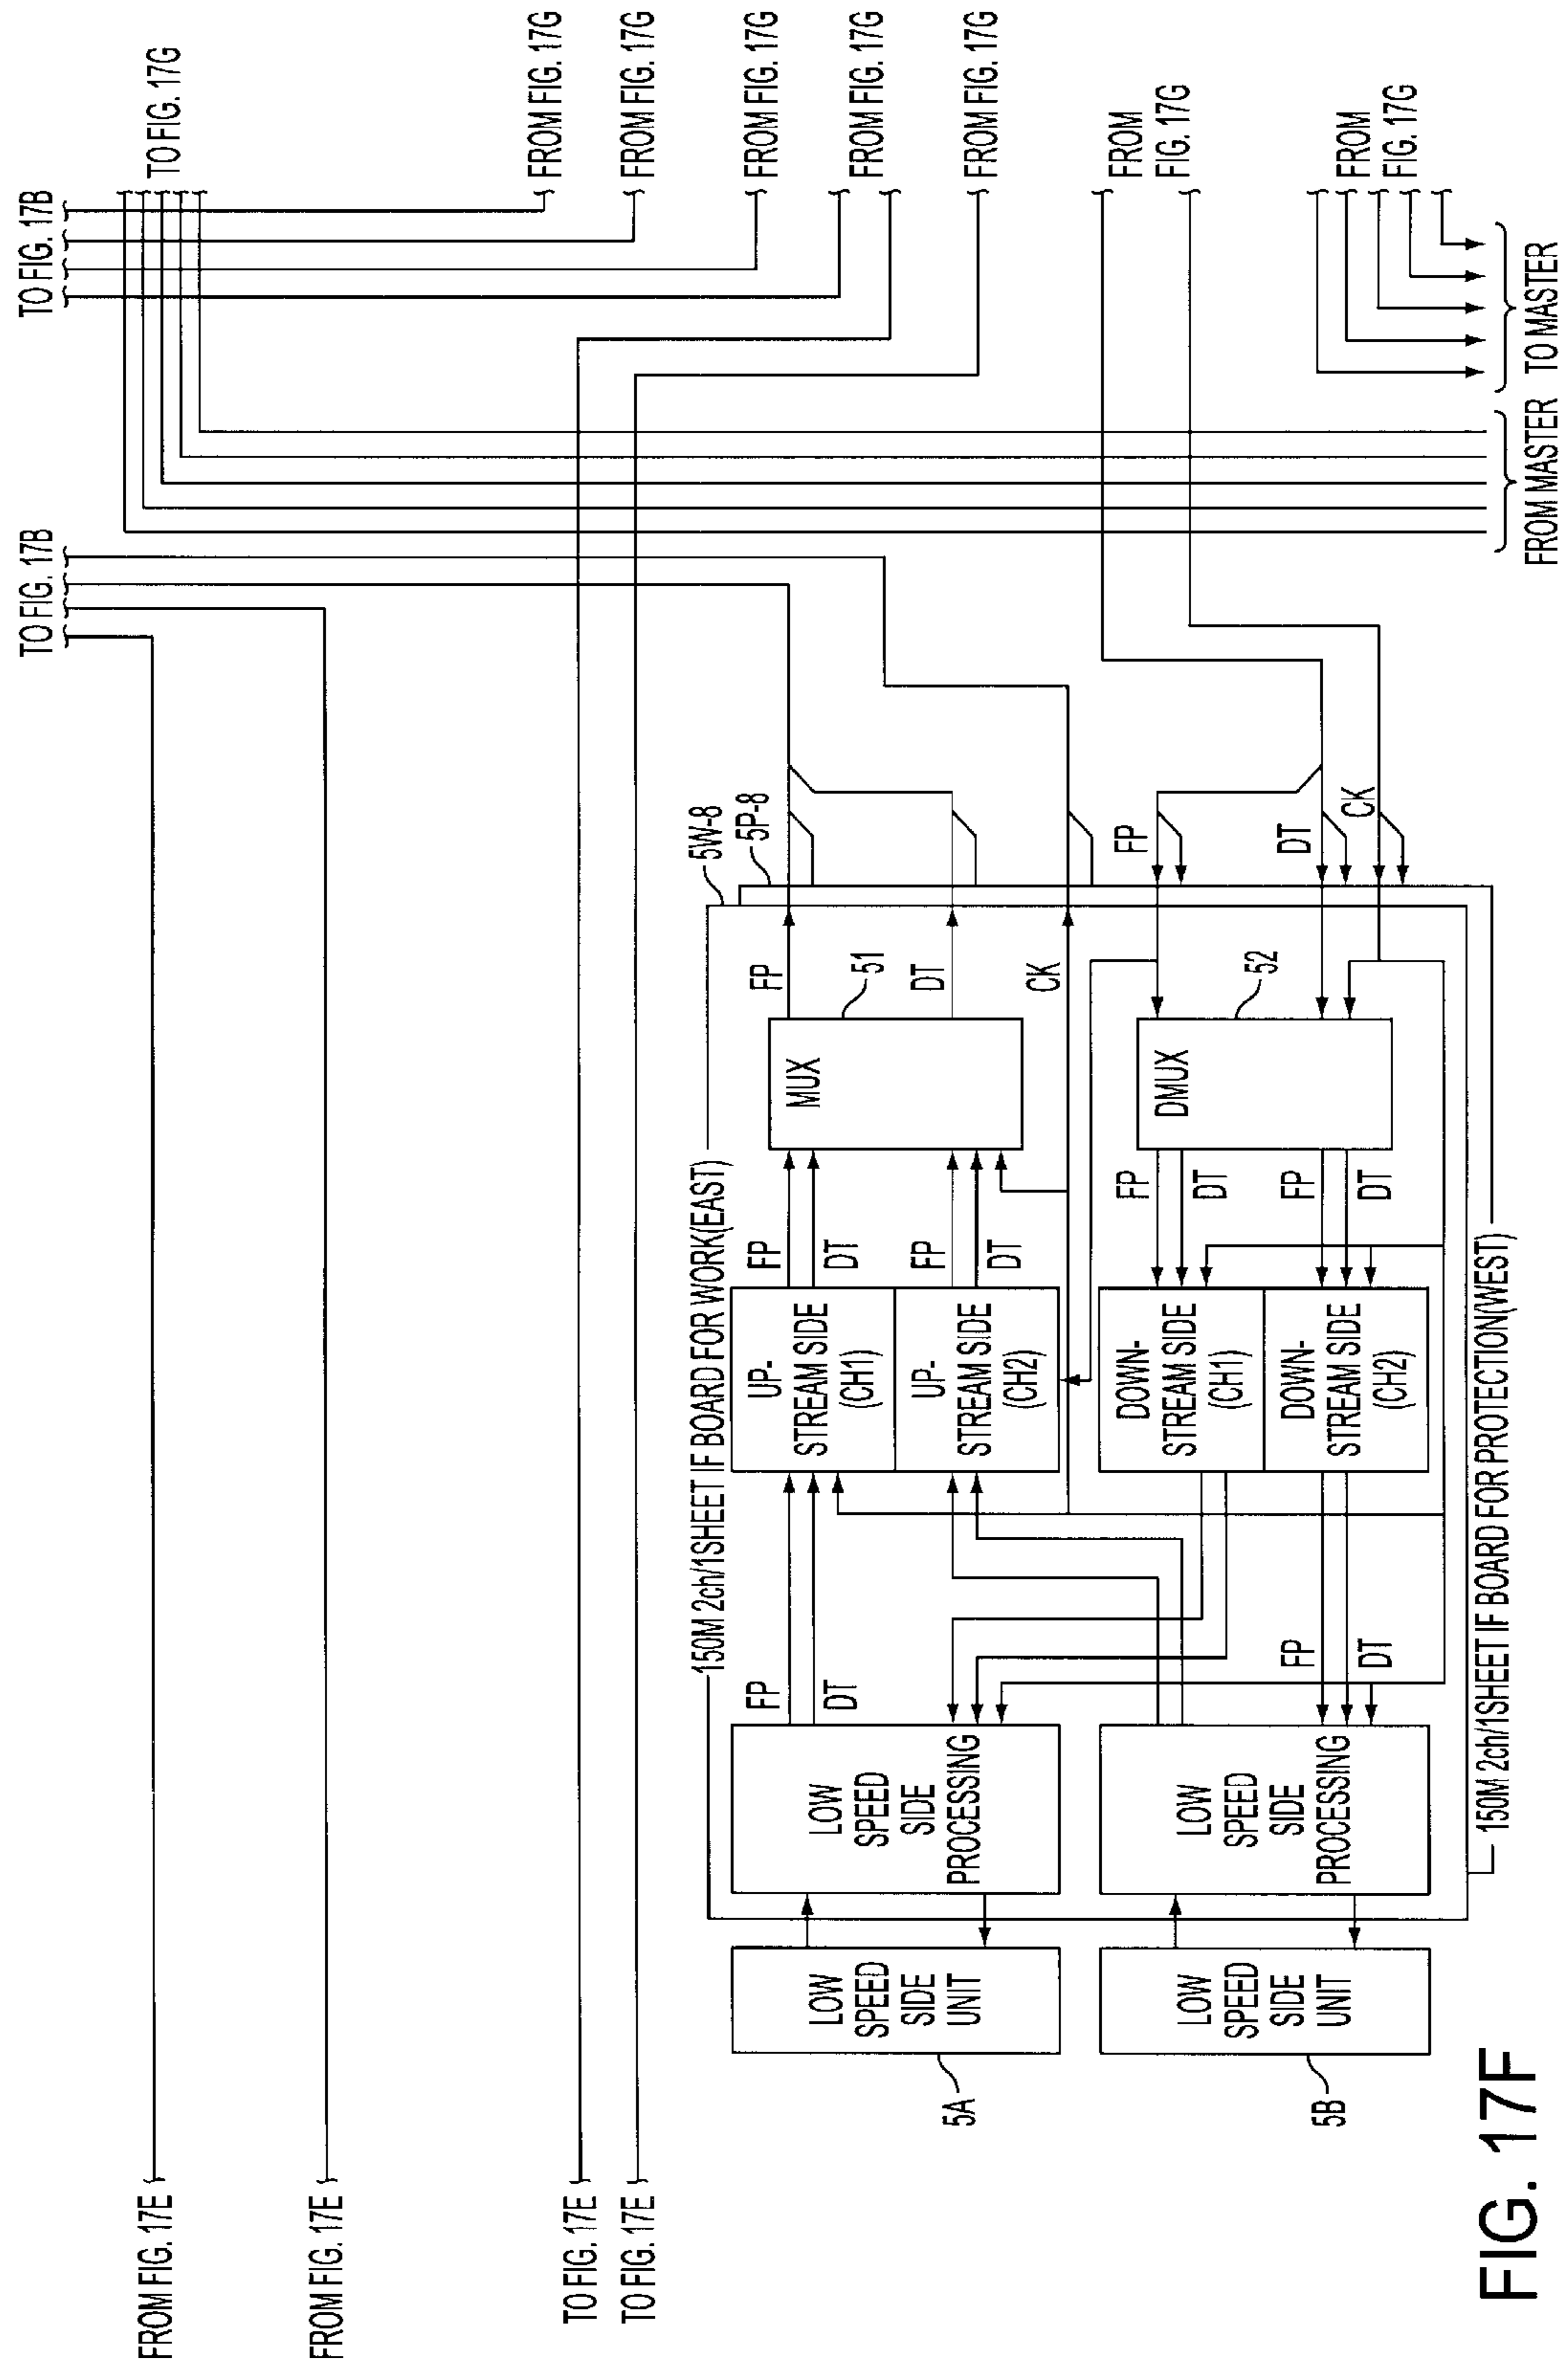 FROM FIG. 17E
TO FIG. 17B
TO FIG. 17G
TO FIG. 17B
FROM FIG. 17E
TO FIG. 17E
FROM FIG. 17G
TO FIG. 17E
FROM FIG. 17G
FROM FIG. 17G
FROM FIG. 17G
FROM FIG. 17G
150M 2ch/1SHEET IF BOARD FOR WORK(EAST)
5W-8
5P-8
5A
LOW
SPEED
SIDE
UNIT
LOW
SPEED
SIDE
PROCESSING
FP
DT
UP-
STREAM SIDE
(CH1)
UP-
STREAM SIDE
(CH2)
FP
DT
FP
DT
MUX
51
FP
DT
CK
5B
LOW
SPEED
SIDE
UNIT
LOW
SPEED
SIDE
PROCESSING
FP
DT
DOWN-
STREAM SIDE
(CH1)
DOWN-
STREAM SIDE
(CH2)
FP
DT
FP
DT
DMUX
52
FP
DT
CK
FROM
FIG. 17G
FROM
FIG. 17G
150M 2ch/1SHEET IF BOARD FOR PROTECTION(WEST)
FROM MASTER
TO MASTER
FIG. 17F